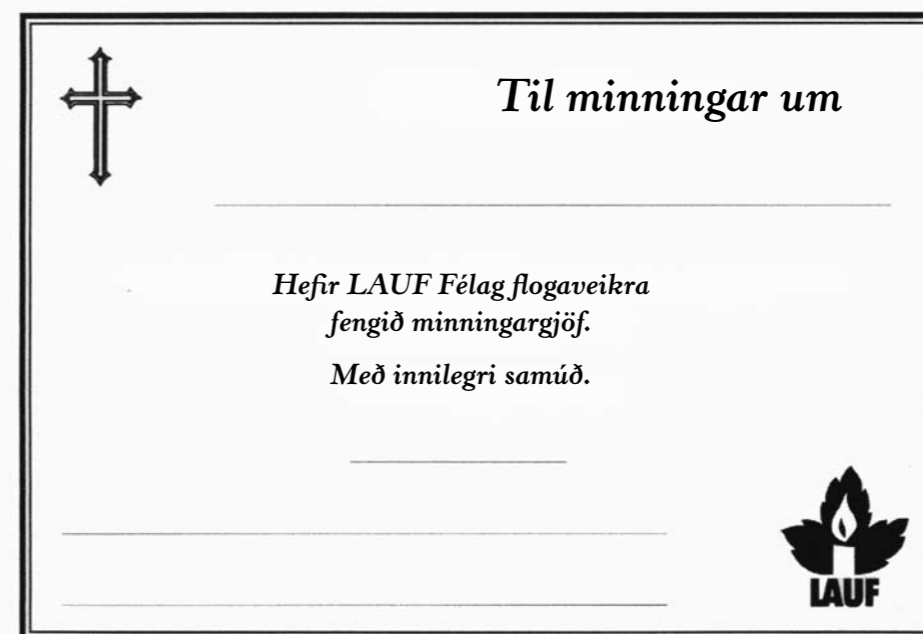 Til minningar um
Hefir LAUF Félag flogaveikra
fengið minningargjöf.
Með innilegri samúð.
LAUF